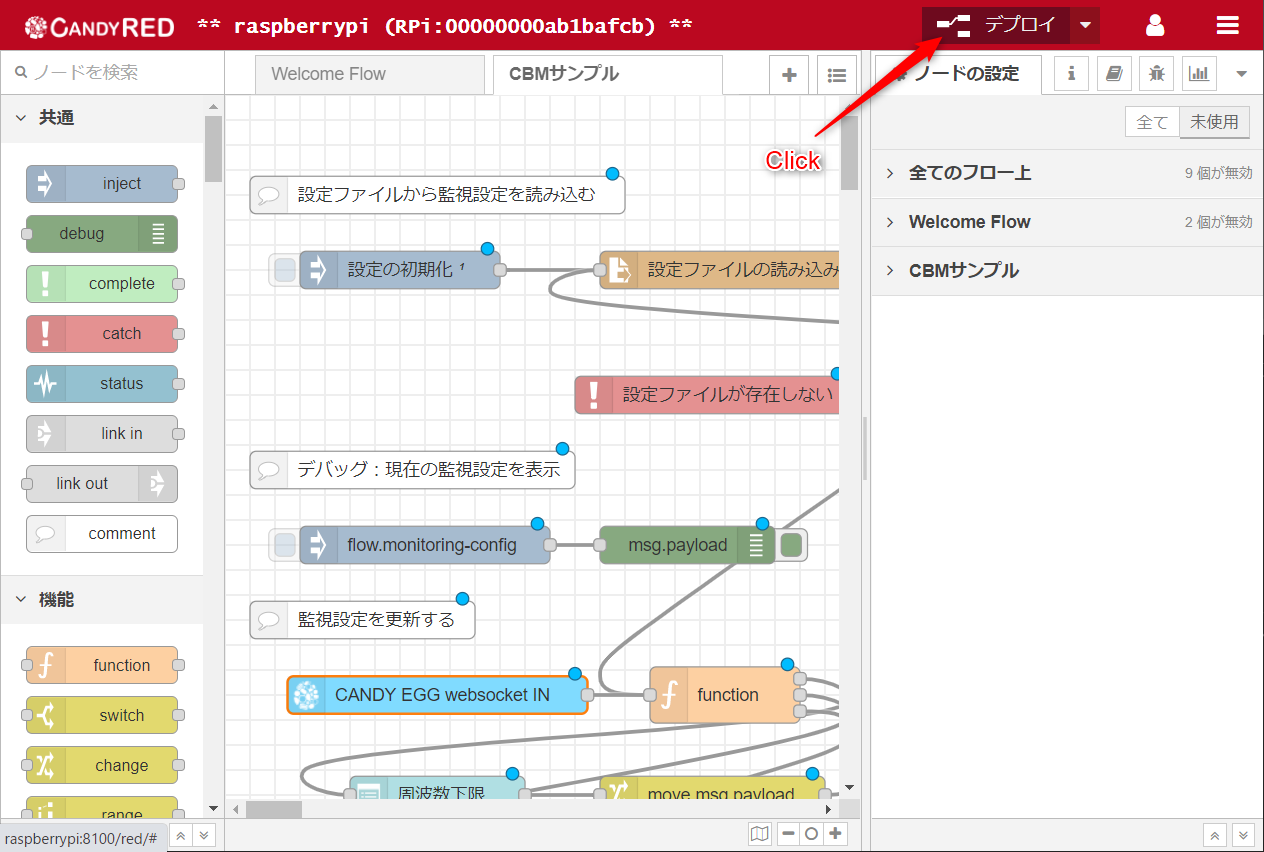 CANDYRED ** raspberrypi (RPi:00000000ab1bafcb) ** デプロイ
ノードを検索
Welcome Flow
CBMサンプル
ノードの設定
共通
全て
未使用
Click
inject
debug
complete
catch
status
link in
link out
comment
機能
function
switch
change
range
設定ファイルから監視設定を読み込む
設定の初期化 ¹
設定ファイルの読み込み
設定ファイルが存在しない
デバッグ：現在の監視設定を表示
flow.monitoring-config
msg.payload
監視設定を更新する
CANDY EGG websocket IN
function
周波数下限
move msg.payload
全てのフロー上 9 個が無効
Welcome Flow 2 個が無効
CBMサンプル
raspberrypi:8100/red/#